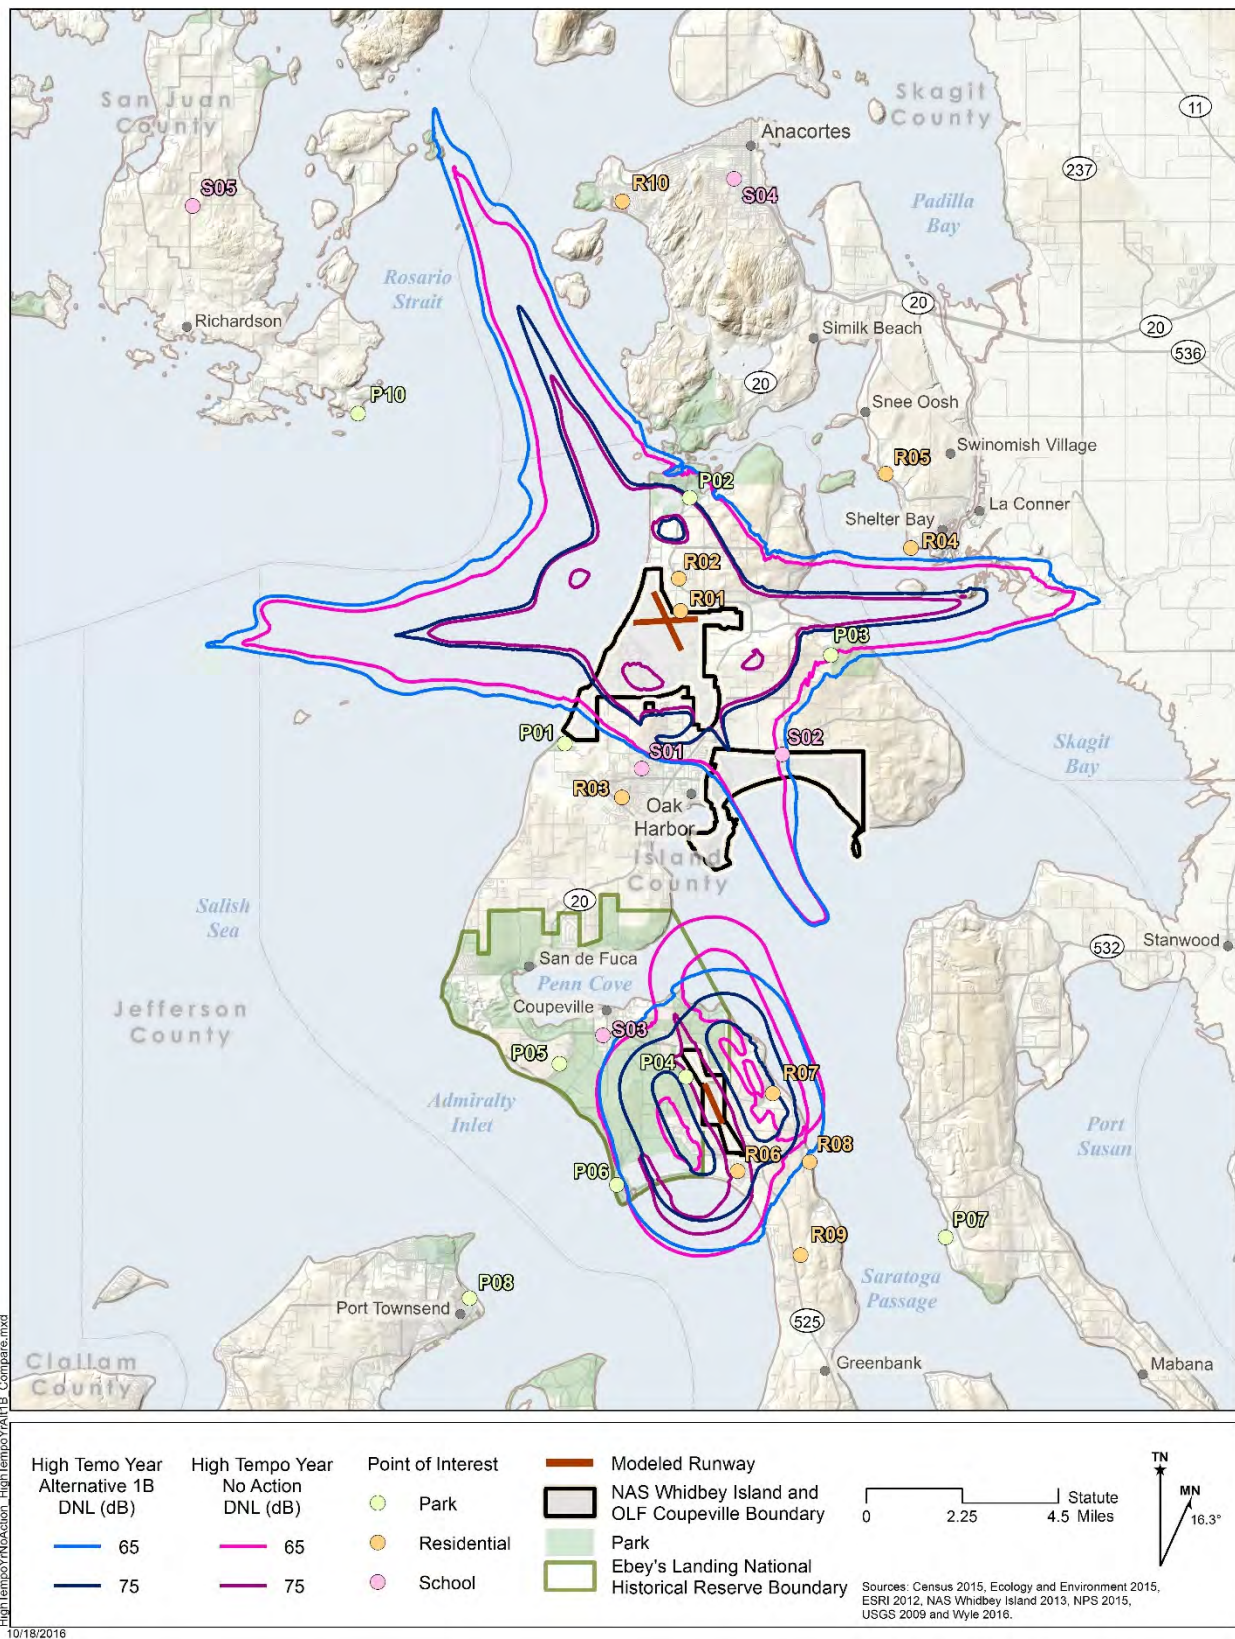 San Juan
County
Skagit
County
11
Anacortes
237
S05
R10
S04
Padilla
Bay
Rosario
Strait
20
Richardson
Similk Beach
20
536
20
P10
Snee Oosh
Swinomish Village
R05
P02
La Conner
Shelter Bay
R04
R02
R01
P03
P01
S01
S02
Skagit
Bay
R03
Oak
Harbor
Island
County
20
Salish
Sea
532
Stanwood
San de Fuca
Penn Cove
Jefferson
County
Coupeville
S03
P05
P04
R07
Admiralty
Inlet
Port
Susan
R06
R08
P06
P07
R09
Saratoga
Passage
P08
Port Townsend
525
Clallam
County
Greenbank
Mabana
HighTempoYrNoAction_HighTempoYrAlt1B_Compare.mxd
High Temo Year
Alternative 1B
DNL (dB)
65
75
High Tempo Year
No Action
DNL (dB)
65
75
Point of Interest
Park
Residential
School
Modeled Runway
NAS Whidbey Island and
OLF Coupeville Boundary
Park
Ebey's Landing National
Historical Reserve Boundary
Statute
0 2.25 4.5 Miles
TN
MN
16.3°
Sources: Census 2015, Ecology and Environment 2015,
ESRI 2012, NAS Whidbey Island 2013, NPS 2015,
USGS 2009 and Wyle 2016.
10/18/2016